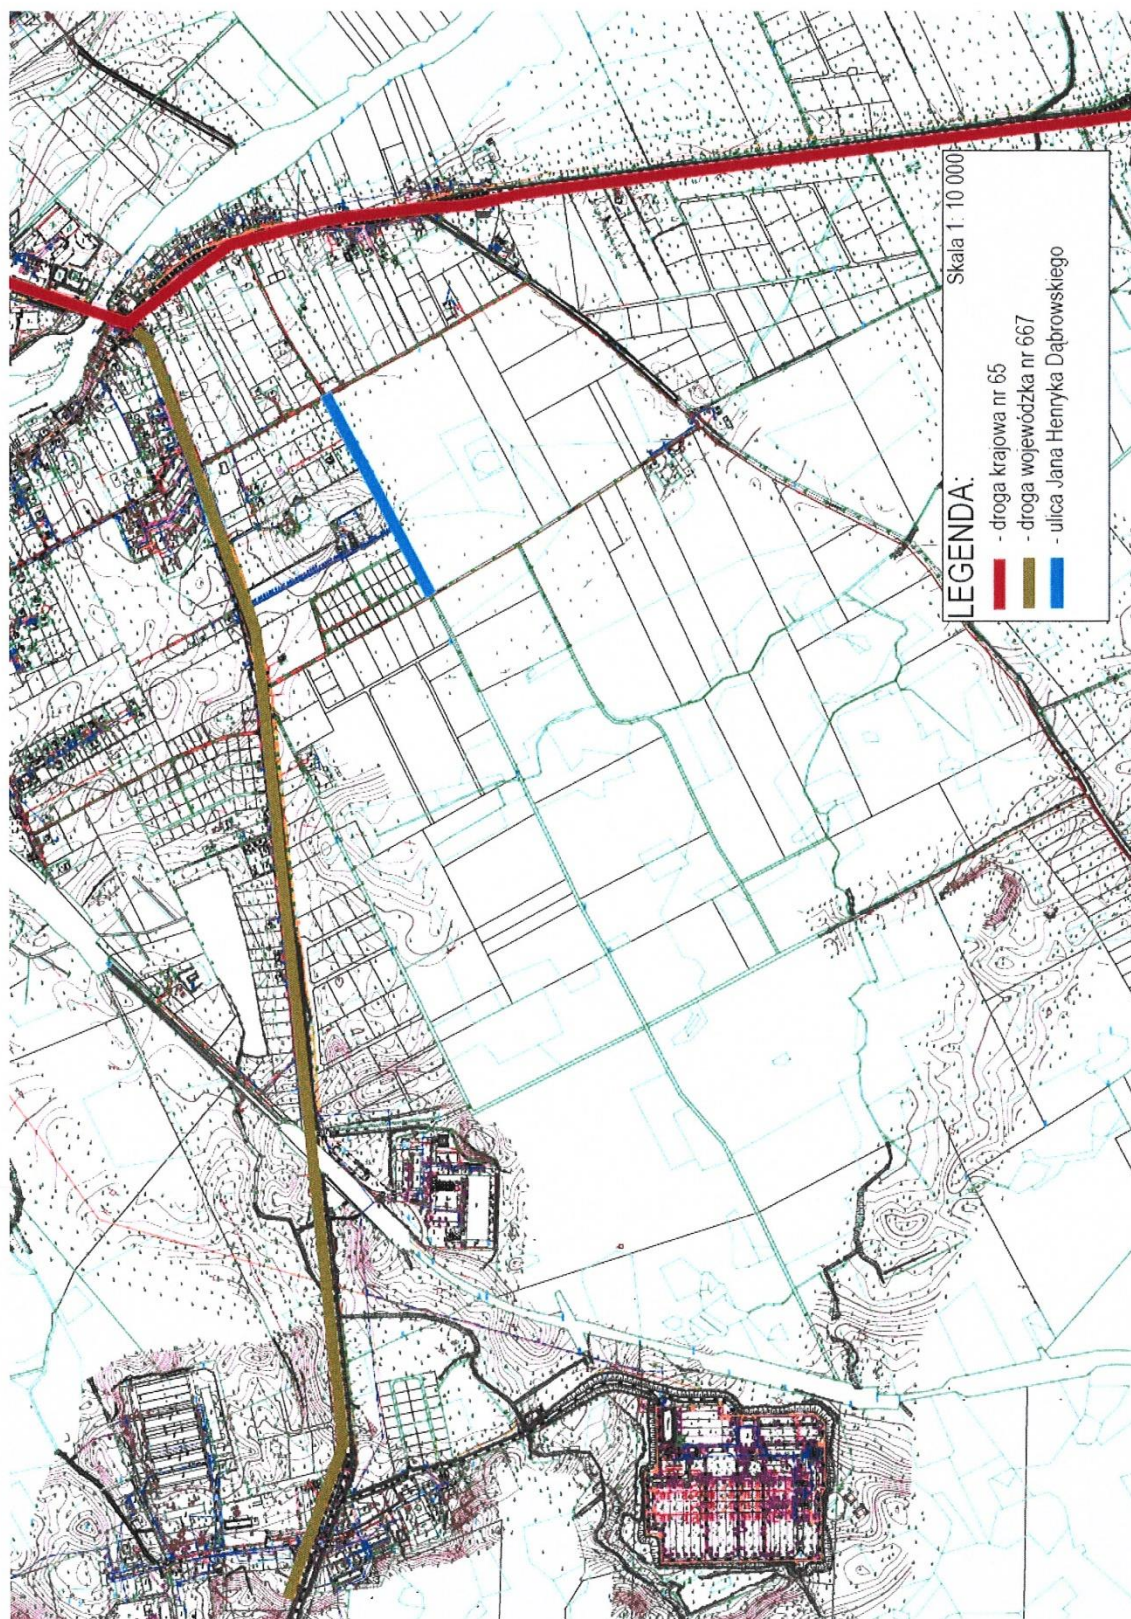 Skala 1: 10 000
LEGENDA:
- droga krajowa nr 65
- droga wojewódzka nr 667
- ulica Jana Henryka Dąbrowskiego